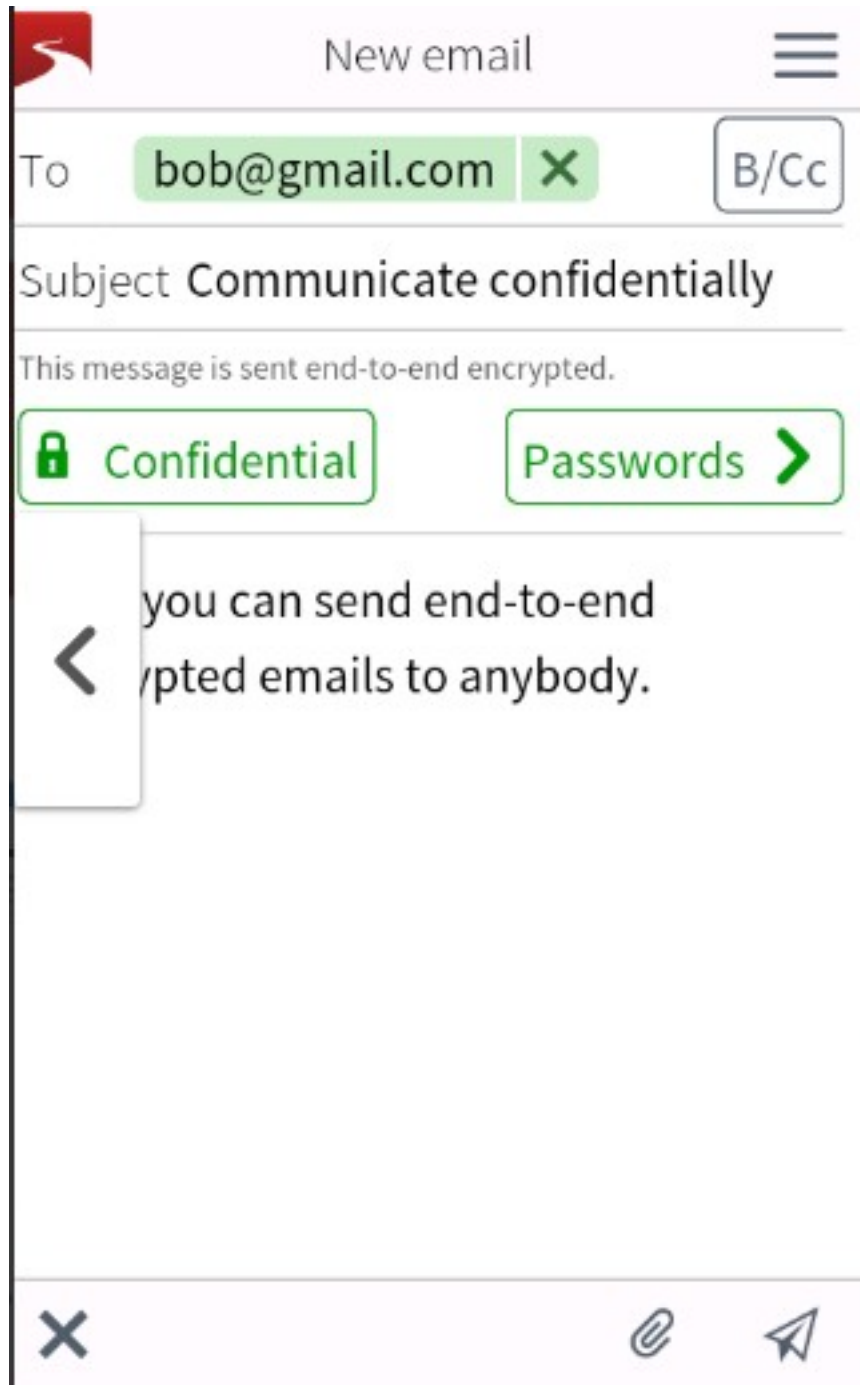 New email
To bob@gmail.com B/Cc
Subject Communicate confidentially
This message is sent end-to-end encrypted.
Confidential Passwords
you can send end-to-end
ypted emails to anybody.